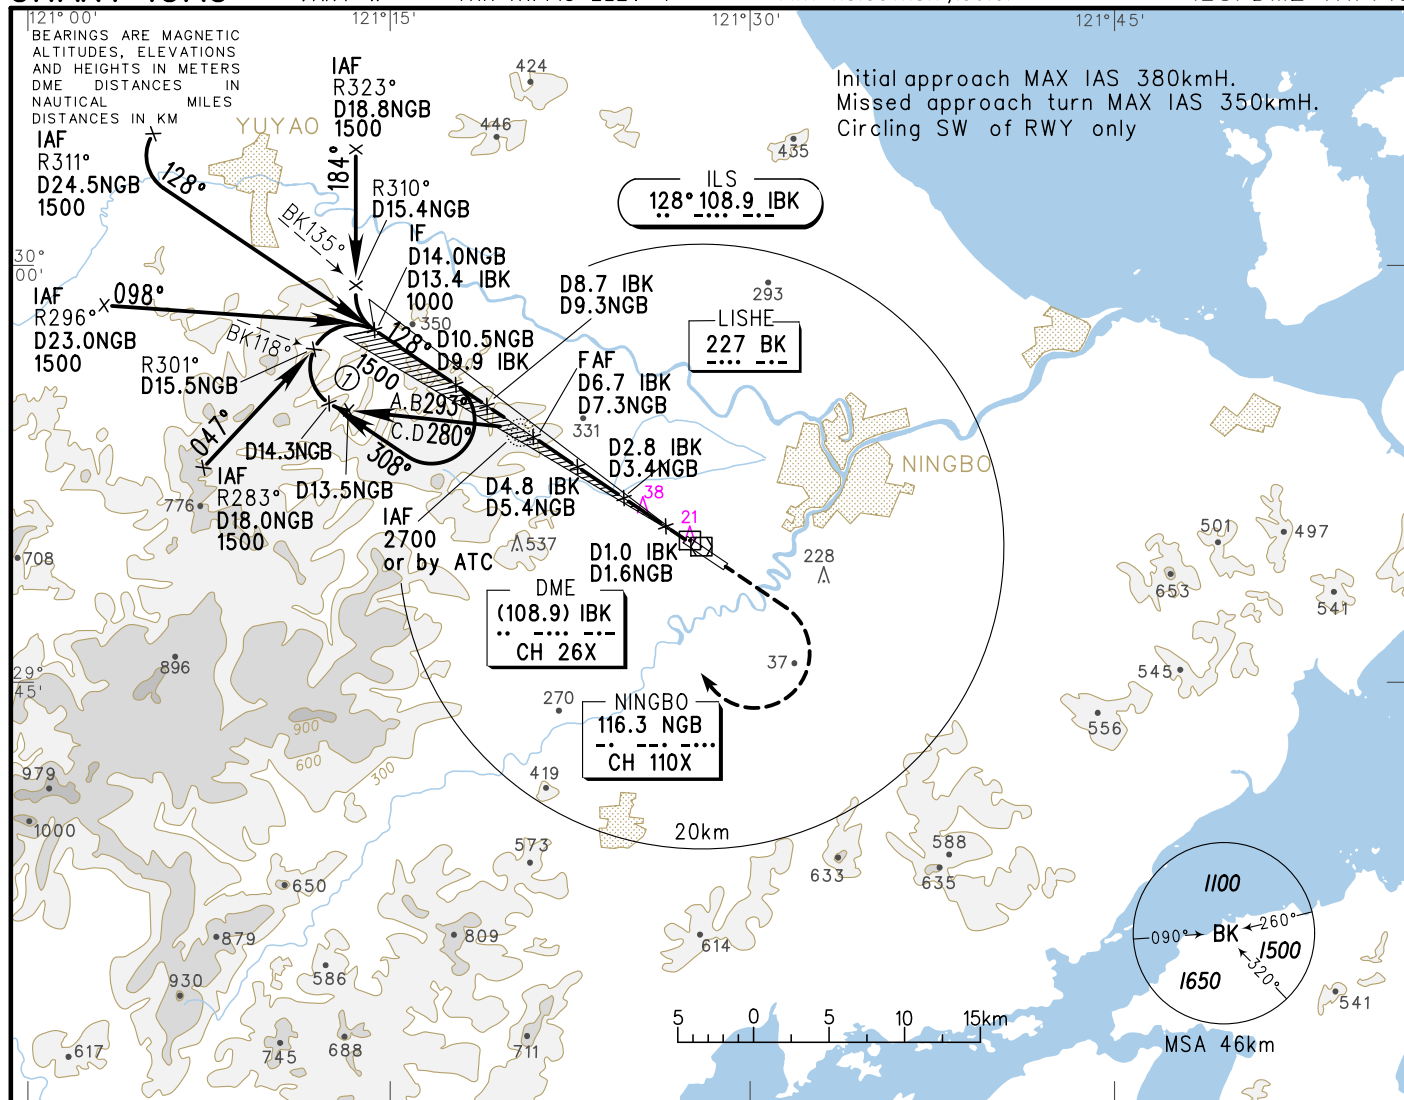 121° 00'
121°15'
121°30'
121°45'
BEARINGS ARE MAGNETIC
ALTITUDES, ELEVATIONS
AND HEIGHTS IN METERS
DME DISTANCES IN
NAUTICAL MILES
DISTANCES IN KM
Initial approach MAX IAS 380kmH.
Missed approach turn MAX IAS 350kmH.
Circling SW of RWY only
IAF
R323°
D18.8NGB
1500
424
446
435
YUYAO
IAF
R311°
D24.5NGB
1500
128°
184°
R310°
D15.4NGB
BK135°
IF
D14.0NGB
D13.4 IBK
1000
ILS
128° 108.9 IBK
30°
00'
IAF
R296°
D23.0NGB
1500
098°
BK118°
R301°
D15.5NGB
350
128°
D10.5NGB
D9.9 IBK
D8.7 IBK
D9.3NGB
293
LISHE
227 BK
1500
1
FAF
D6.7 IBK
D7.3NGB
331
A.B293°
C.D280°
308°
047°
D14.3NGB
D13.5NGB
IAF
R283°
D18.0NGB
1500
776
D2.8 IBK
D3.4NGB
D4.8 IBK
D5.4NGB
38
21
NINGBO
IAF
2700
or by ATC
537
D1.0 IBK
D1.6NGB
228
501
497
653
541
708
DME
(108.9) IBK
CH 26X
896
37
545
556
29°
45'
270
NINGBO
116.3 NGB
CH 110X
900
600
300
979
1000
419
20km
573
633
588
635
650
879
809
614
586
930
617
745
688
711
5 0 5 10 15km
1100
090°
BK
260°
1500
1650
320°
541
MSA 46km